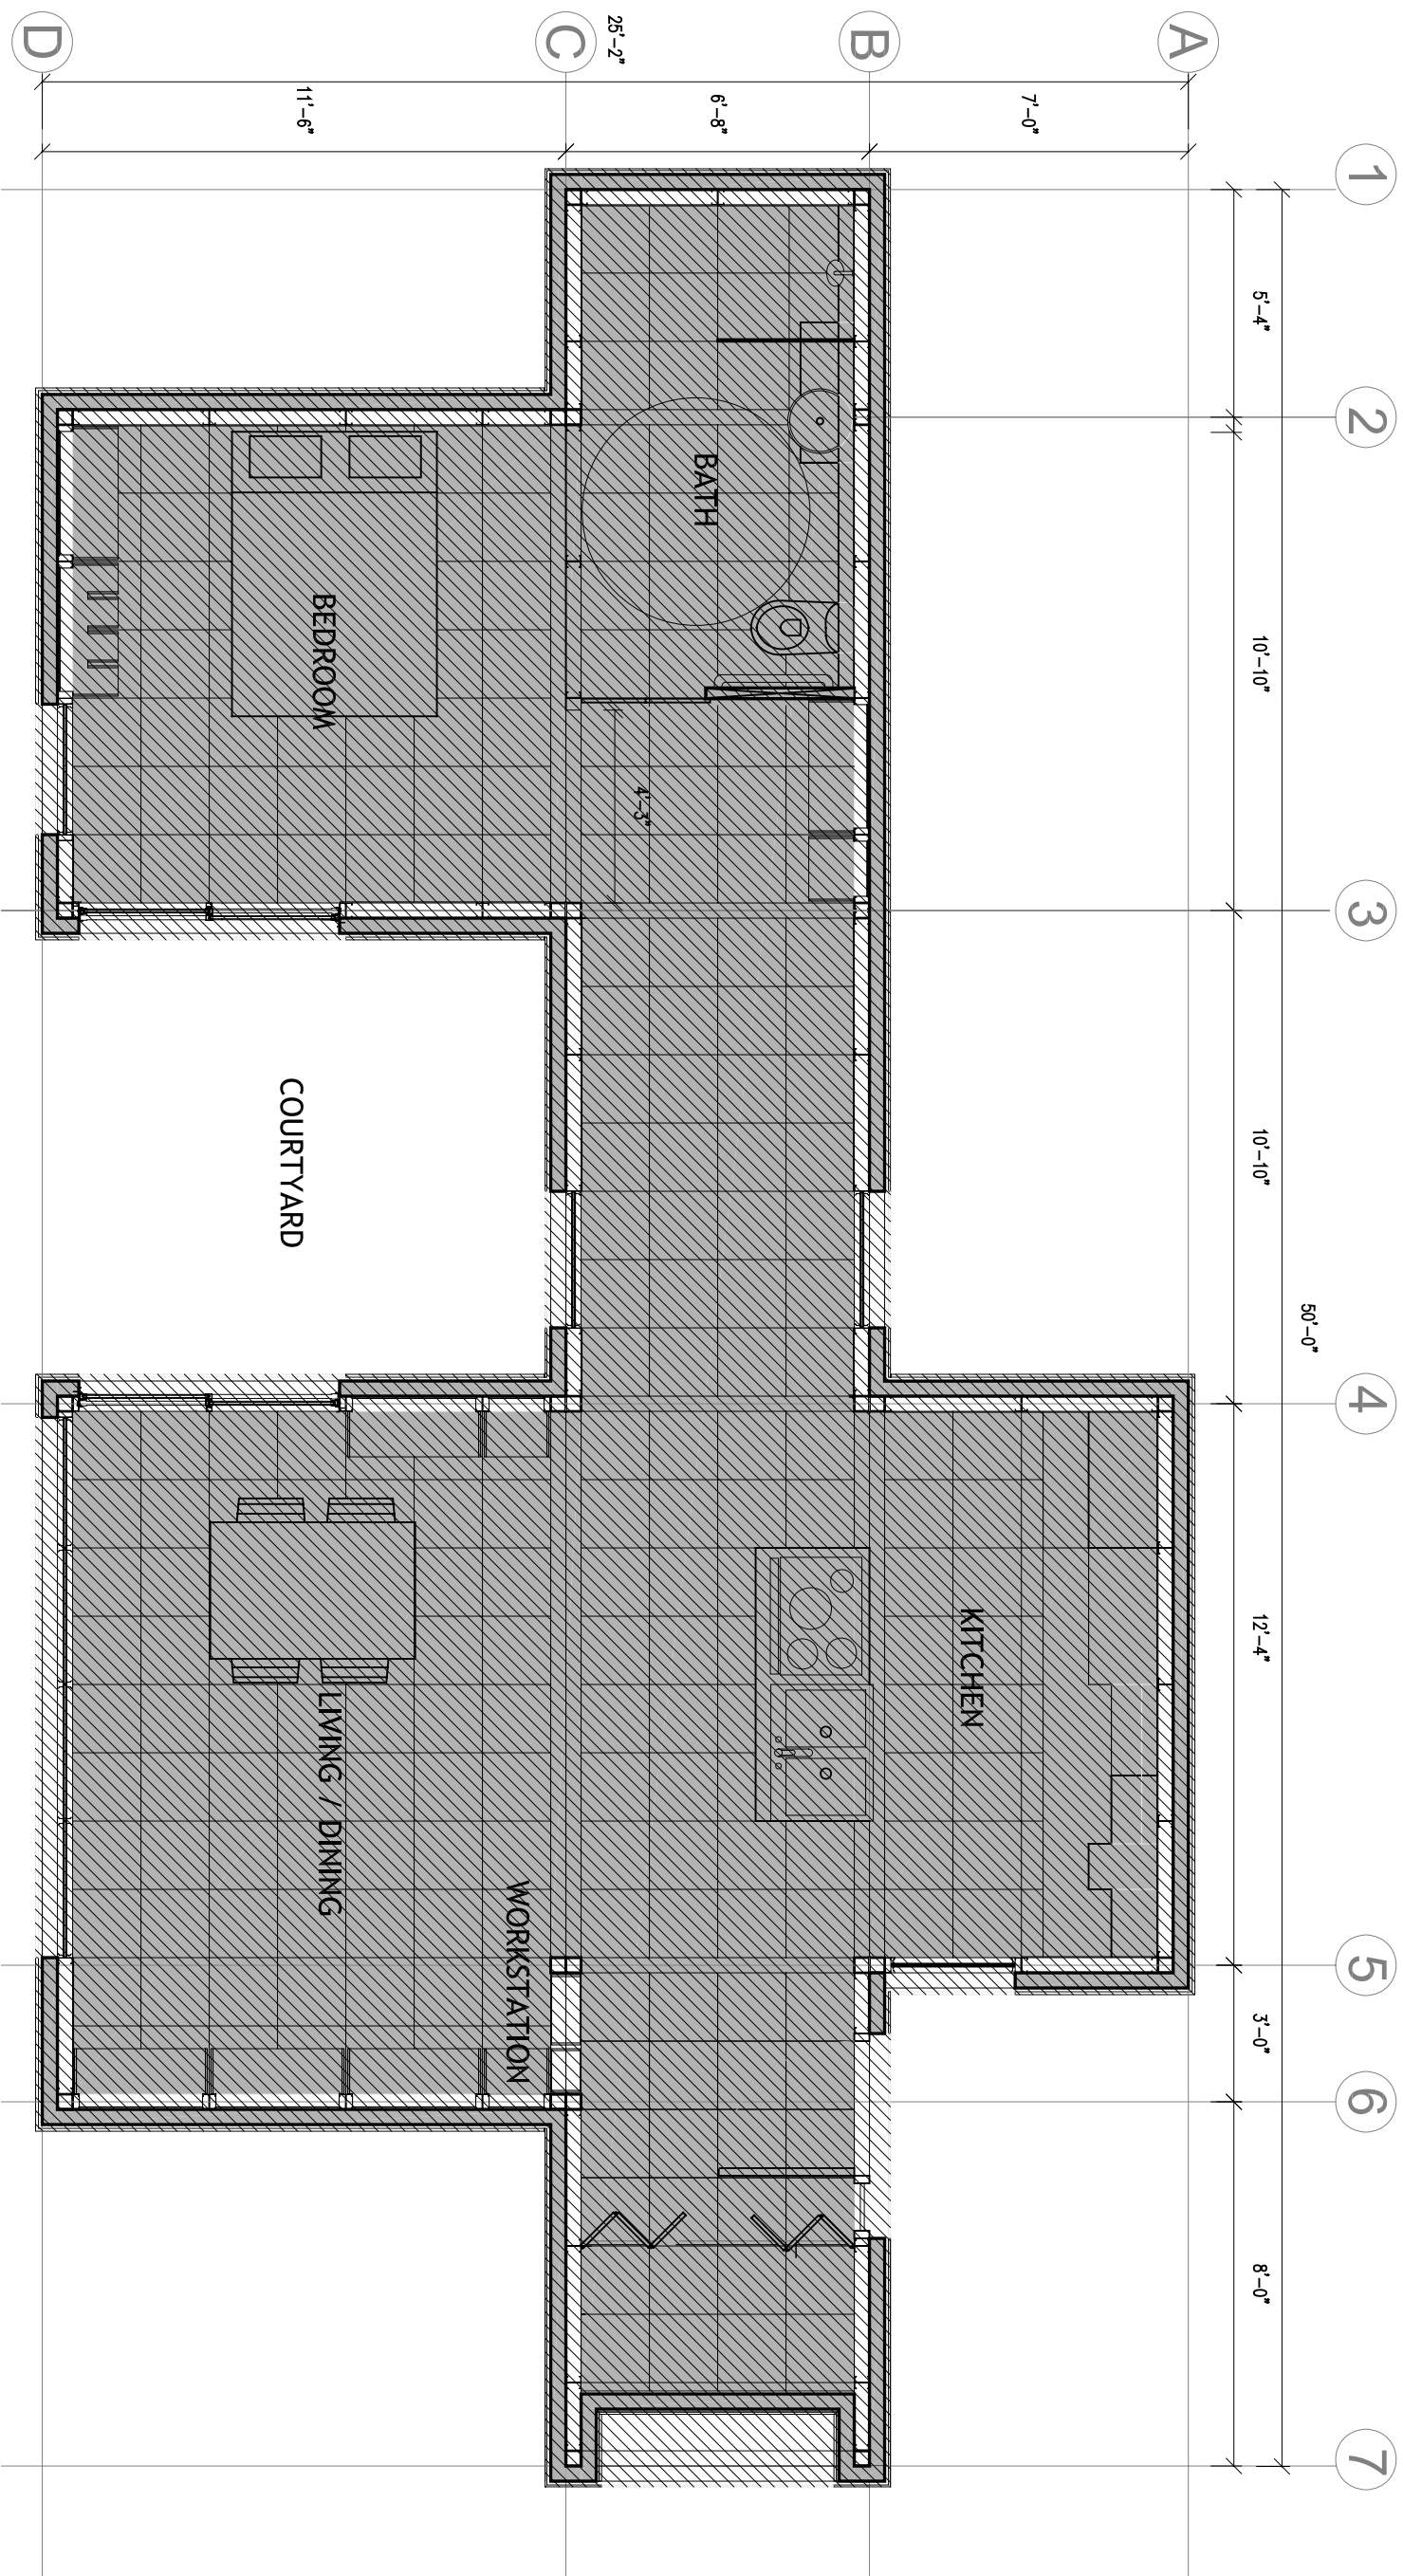 1
2
3
4
5
6
7
50'-0"
5'-4"
10'-10"
10'-10"
12'-4"
3'-0"
8'-0"
A
B
C
D
7'-0"
6'-8"
11'-6"
25'-2"
KITCHEN
BATH
4'-3"
WORKSTATION
BEDROOM
COURTYARD
LIVING / DINING